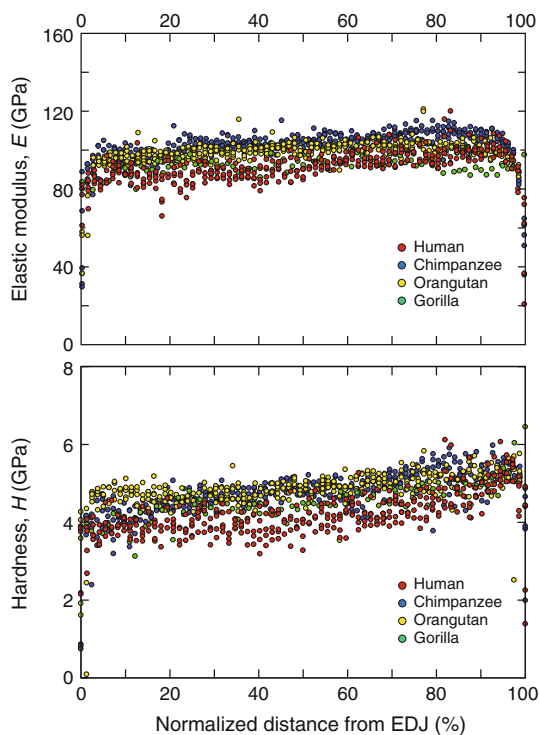 0 20 40 60 80 100
160
120
80
40
0
Elastic modulus, E (GPa)
Human
Chimpanzee
Orangutan
Gorilla
8
6
4
2
0
Hardness, H (GPa)
Human
Chimpanzee
Orangutan
Gorilla
0 20 40 60 80 100
Normalized distance from EDJ (%)